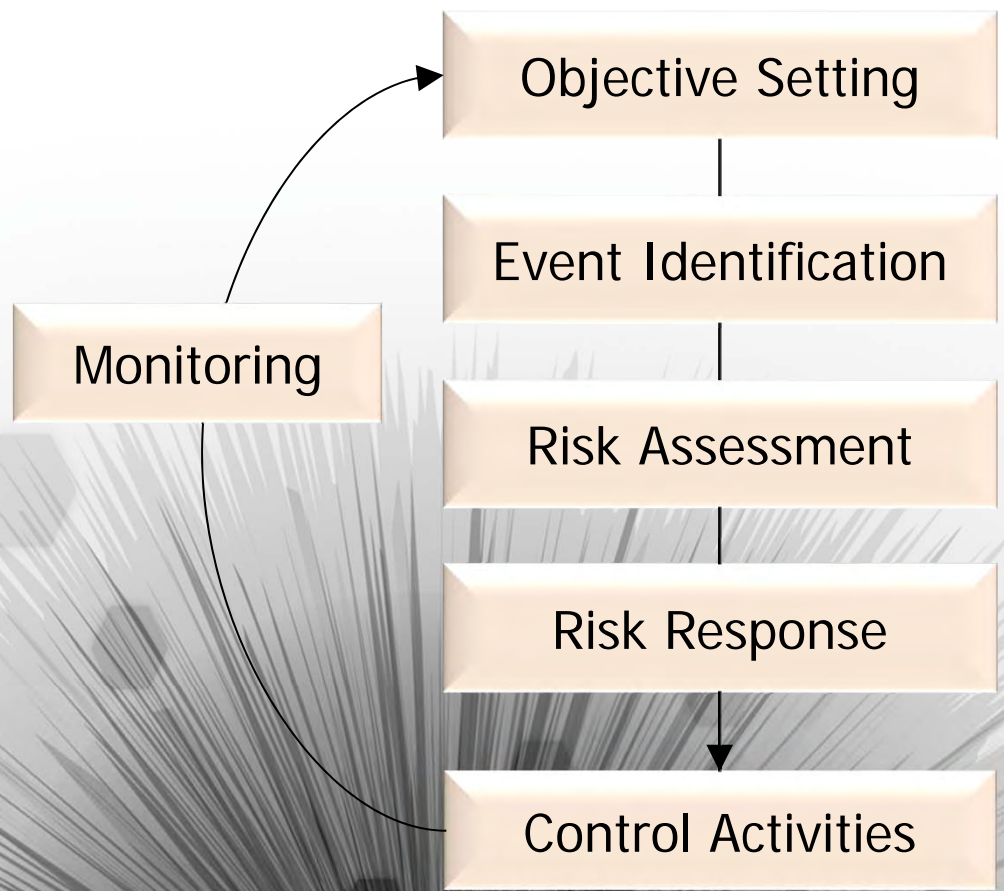 Objective Setting
Event Identification
Monitoring
Risk Assessment
Risk Response
Control Activities